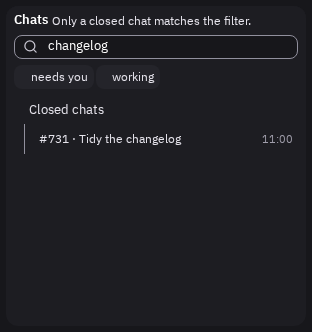 Chats Only a closed chat matches the filter.
changelog
needs you working
Closed chats
#731 · Tidy the changelog 11:00